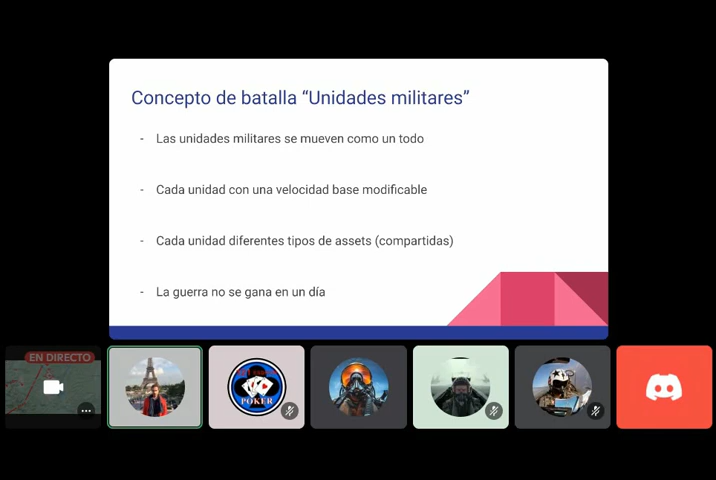 Concepto de batalla “Unidades militares”
- Las unidades militares se mueven como un todo
- Cada unidad con una velocidad base modificable
- Cada unidad diferentes tipos de assets (compartidas)
- La guerra no se gana en un día
EN DIRECTO
POKER